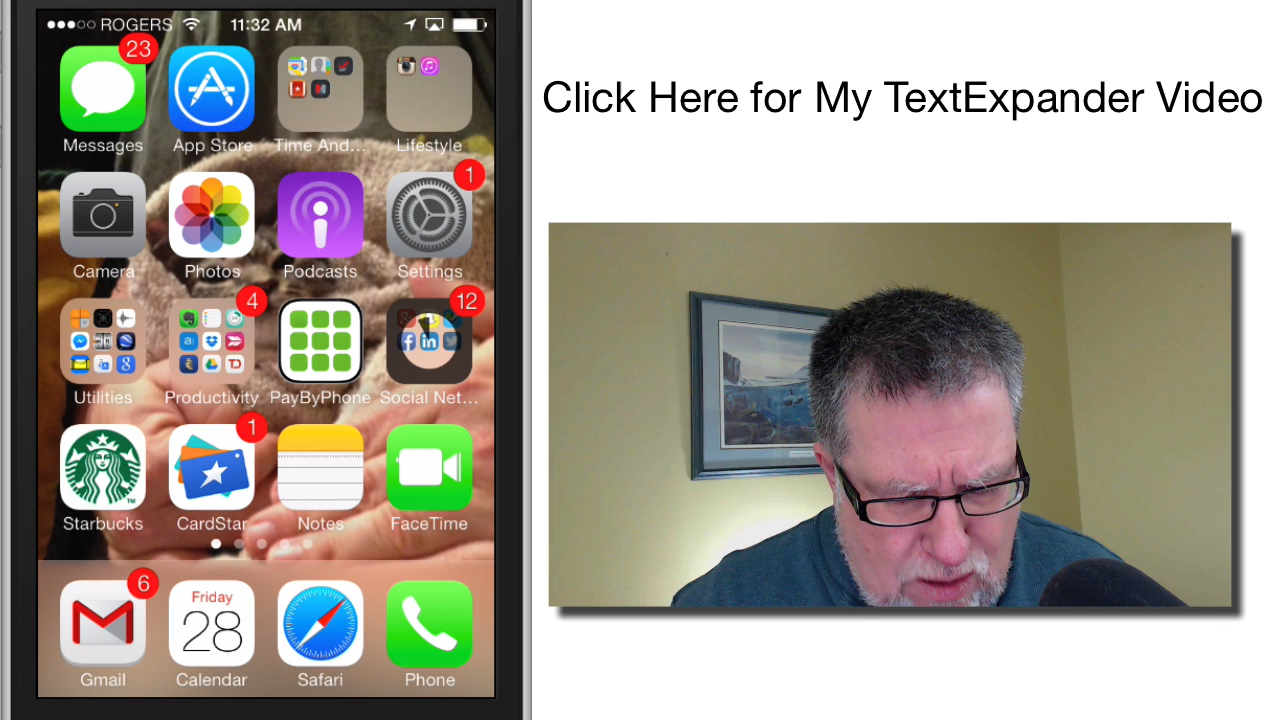 ROGERS 11:32 AM
Click Here for My TextExpander Video
23
Messages App Store Time And... Lifestyle
1
Camera Photos Podcasts Settings
4 12
Utilities Productivity PayByPhone Social Net...
1
Starbucks CardStar Notes FaceTime
6
Friday
28
Gmail Calendar Safari Phone